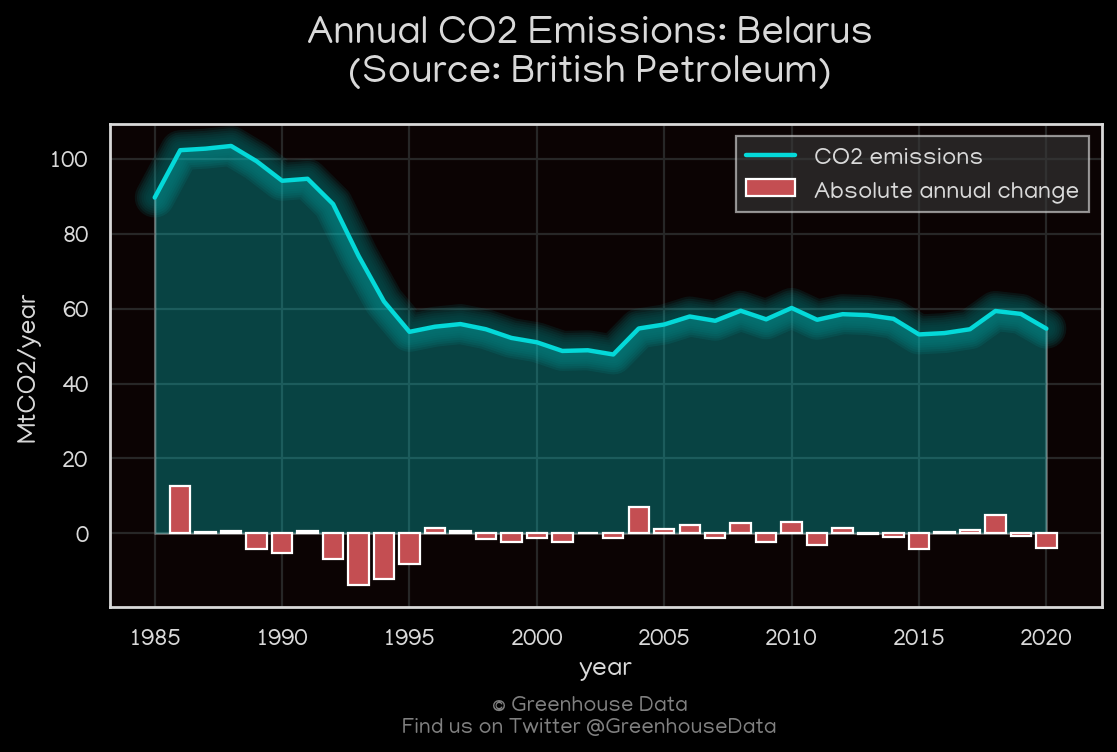 Annual CO2 Emissions: Belarus
(Source: British Petroleum)
CO2 emissions
Absolute annual change
MtCO2/year
100
80
60
40
20
0
1985 1990 1995 2000 2005 2010 2015 2020
year
© Greenhouse Data
Find us on Twitter @GreenhouseData